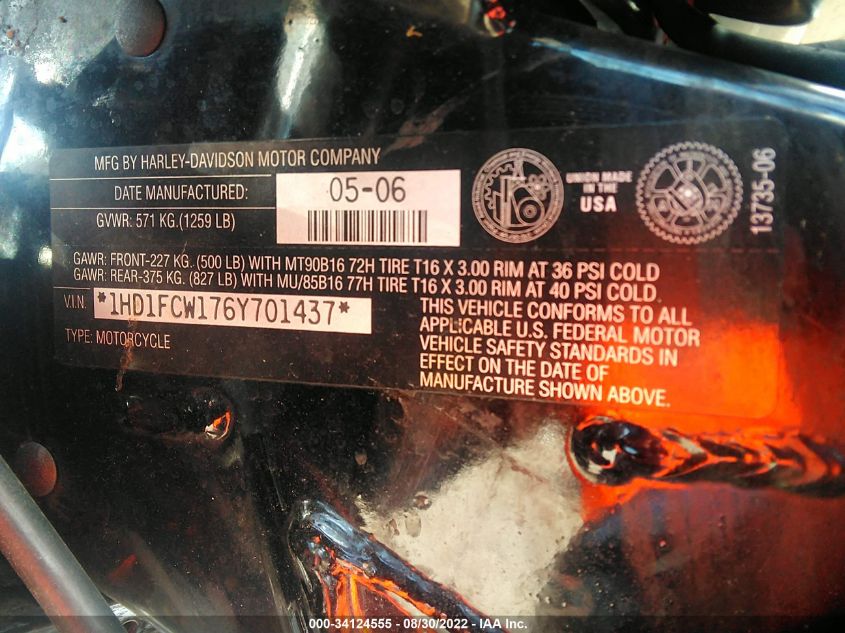 MFG BY HARLEY-DAVIDSON MOTOR COMPANY
DATE MANUFACTURED:
05-06
GVWR: 571 KG.(1259 LB)
UNION MADE
IN THE
USA
13735-06
GAWR: FRONT-227 KG. (500 LB) WITH MT90B16 72H TIRE T16 X 3.00 RIM AT 36 PSI COLD
GAWR: REAR-375 KG. (827 LB) WITH MU/85B16 77H TIRE T16 X 3.00 RIM AT 40 PSI COLD.
V.I.N. *1HD1FCW176Y701437*
TYPE: MOTORCYCLE
THIS VEHICLE CONFORMS TO ALL
APPLICABLE U.S. FEDERAL MOTOR
VEHICLE SAFETY STANDARDS IN
EFFECT ON THE DATE OF
MANUFACTURE SHOWN ABOVE.
000-34124555 - 08/30/2022 - IAA Inc.